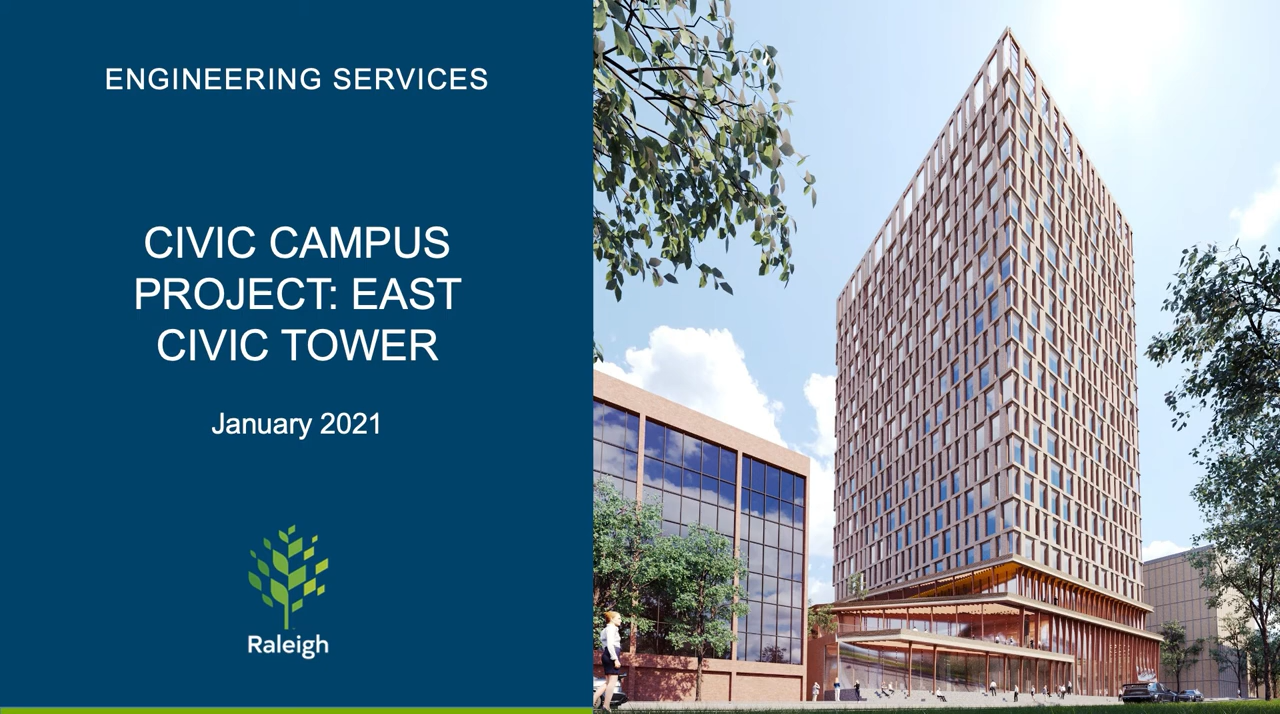 ENGINEERING SERVICES
CIVIC CAMPUS
PROJECT: EAST
CIVIC TOWER
January 2021
Raleigh